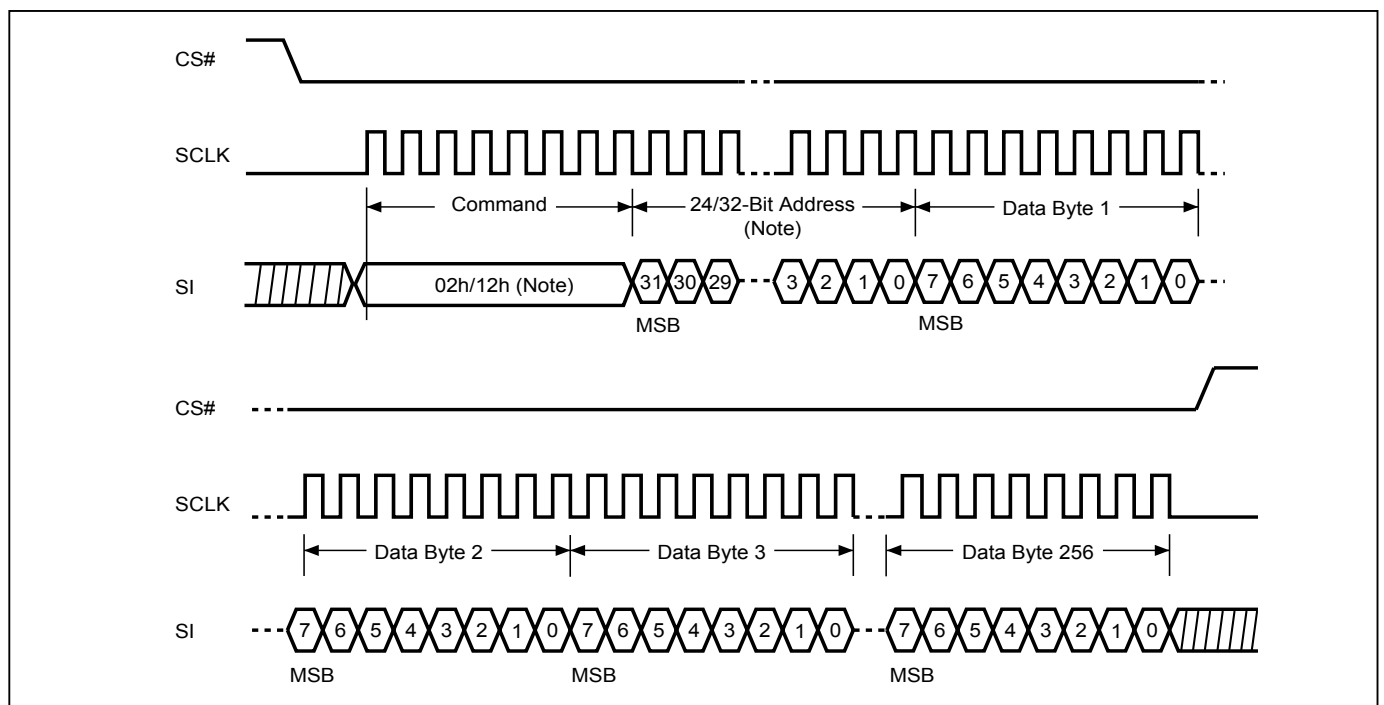 CS#
SCLK
Command
24/32-Bit Address
(Note)
Data Byte 1
SI
02h/12h (Note)
31 30 29
3 2 1 0 7 6 5 4 3 2 1 0
MSB
MSB
CS#
SCLK
Data Byte 2
Data Byte 3
Data Byte 256
SI
7 6 5 4 3 2 1 0 7 6 5 4 3 2 1 0
7 6 5 4 3 2 1 0
MSB
MSB
MSB